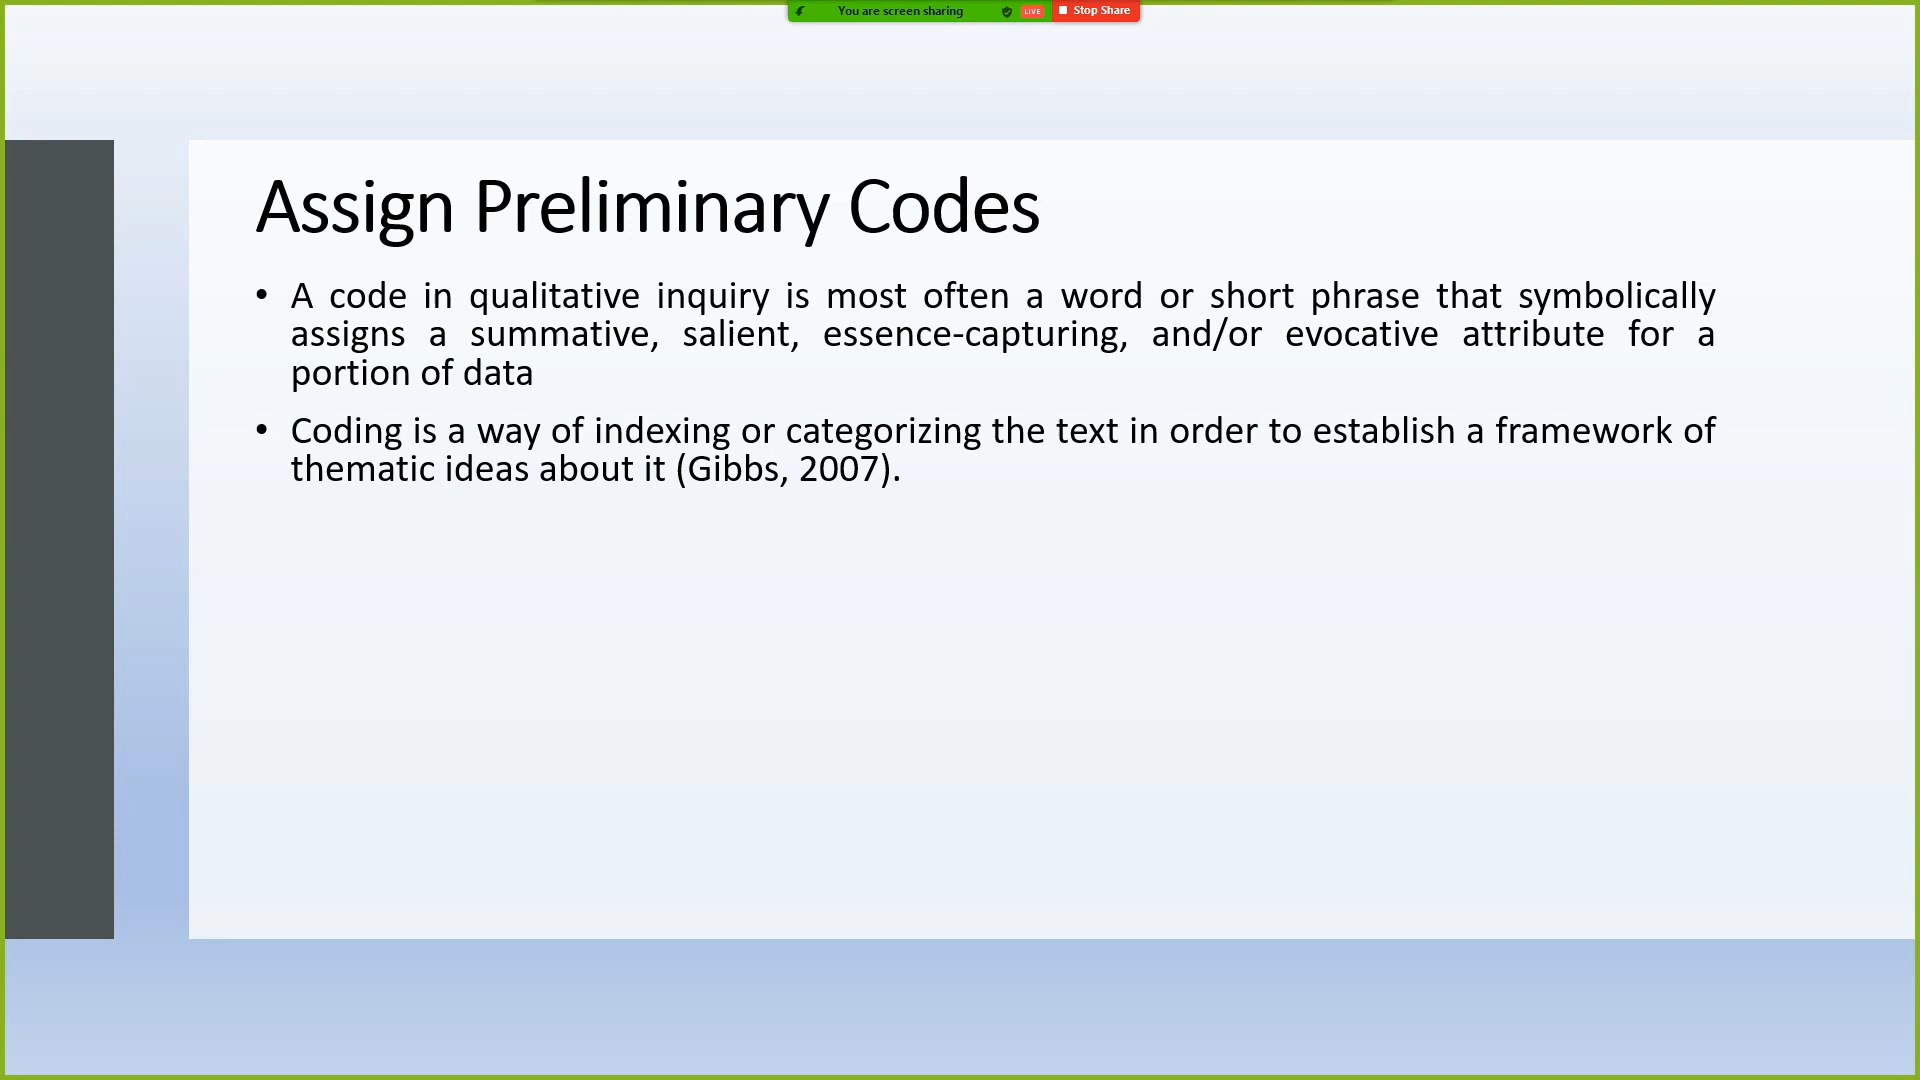 You are screen sharing LIVE Stop Share
Assign Preliminary Codes
• A code in qualitative inquiry is most often a word or short phrase that symbolically
assigns a summative, salient, essence-capturing, and/or evocative attribute for a
portion of data
• Coding is a way of indexing or categorizing the text in order to establish a framework of
thematic ideas about it (Gibbs, 2007).